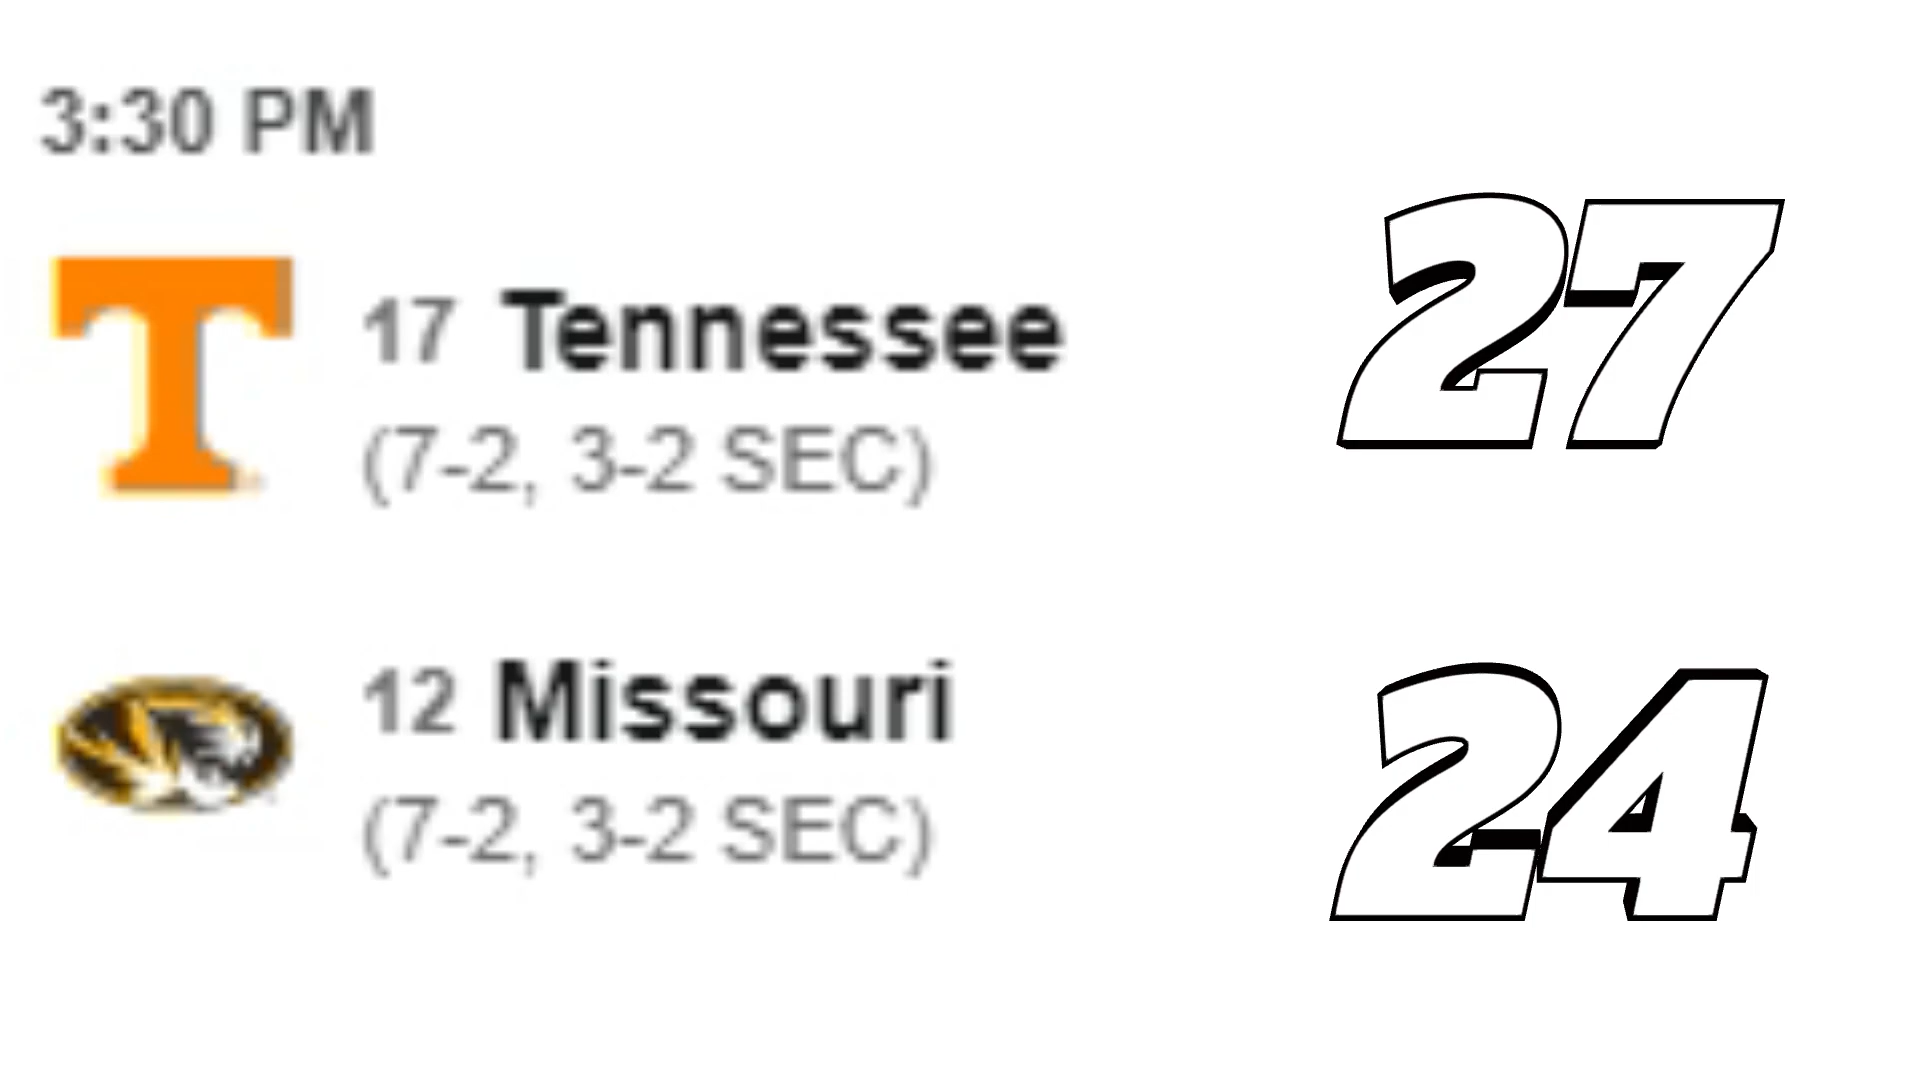 3:30 PM
17 Tennessee 27
(7-2, 3-2 SEC)
12 Missouri 24
(7-2, 3-2 SEC)